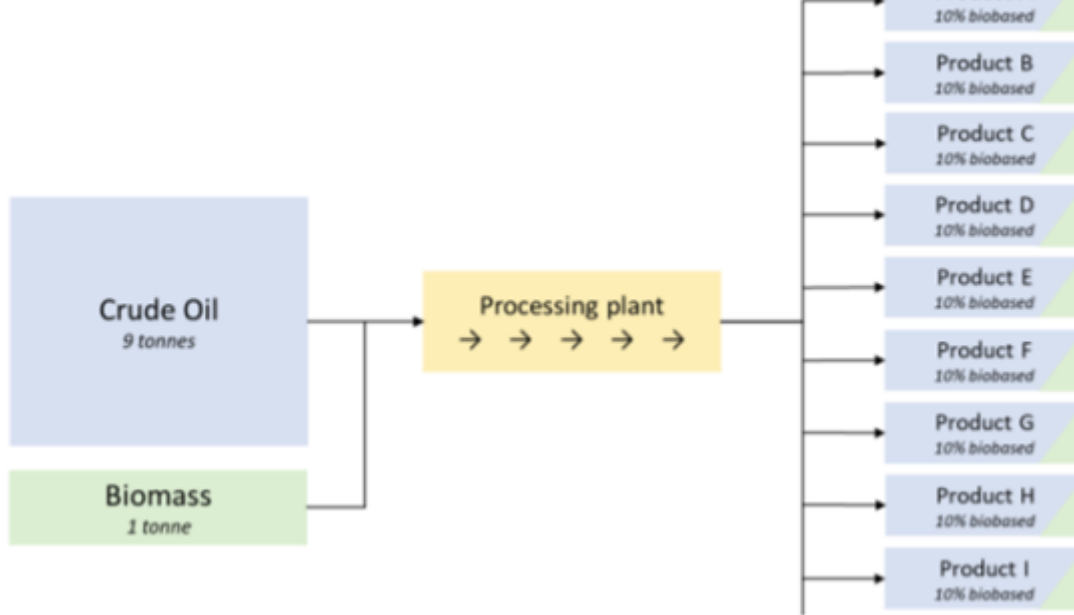 10% biobased
Product B
10% biobased
Product C
10% biobased
Product D
10% biobased
Product E
10% biobased
Crude Oil
9 tonnes
Processing plant
→ → → → →
Product F
10% biobased
Product G
10% biobased
Biomass
1 tonne
Product H
10% biobased
Product I
10% biobased